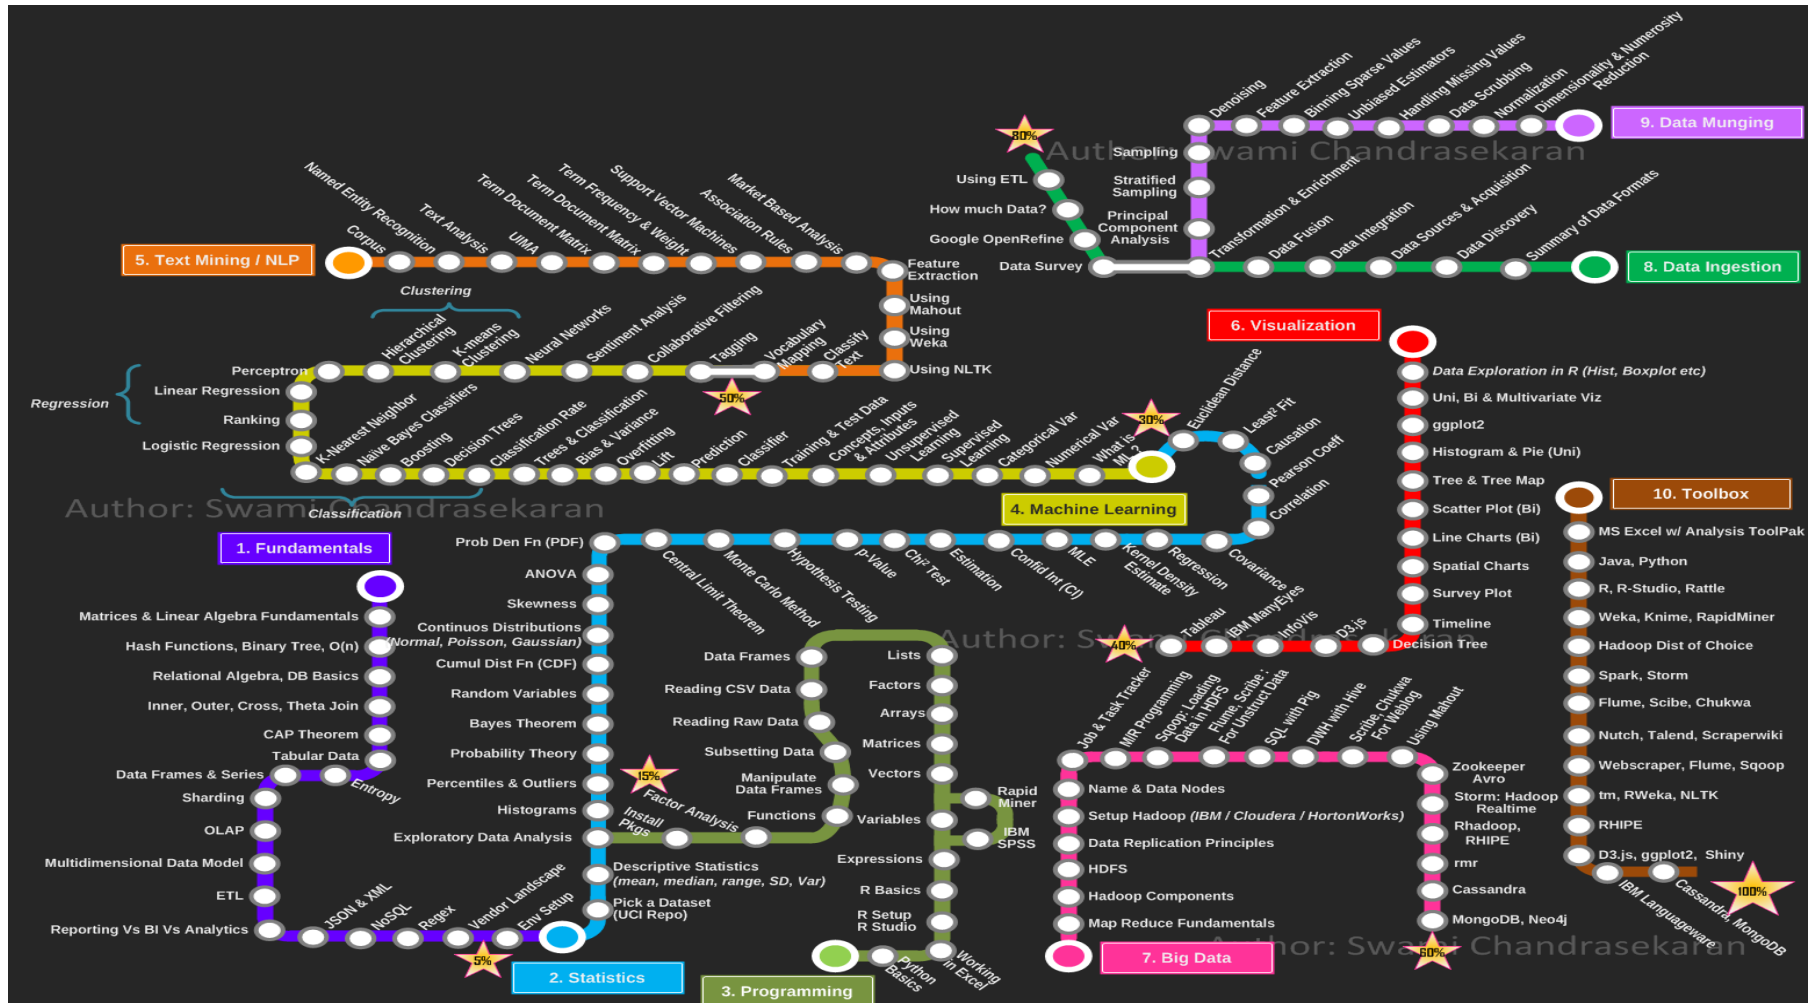 9. Data Munging
Dimensionality & Numerosity
Reduction
Normalization
Data Scrubbing
Handling Missing Values
Unbiased Estimators
Binning Sparse Values
Feature Extraction
Denoising
Sampling
Stratified
Sampling
Principal
Component
Analysis
80%
Using ETL
How much Data?
Google OpenRefine
Data Survey
Transformation & Enrichment
Data Fusion
Data Integration
Data Sources & Acquisition
Data Discovery
Summary of Data Formats
8. Data Ingestion
Author: Swami Chandrasekaran
5. Text Mining / NLP
Corpus
Named Entity Recognition
Text Analysis
UIMA
Term Document Matrix
Term Document Matrix
Term Frequency & Weight
Support Vector Machines
Association Rules
Market Based Analysis
Feature
Extraction
Using
Mahout
Using
Weka
Using NLTK
Classify
Text
Vocabulary
Mapping
50%
Tagging
Collaborative Filtering
Sentiment Analysis
Neural Networks
K-means
Clustering
Hierarchical
Clustering
Clustering
Perceptron
Linear Regression
Regression
Ranking
Logistic Regression
K-Nearest Neighbor
Naïve Bayes Classifiers
Boosting
Decision Trees
Classification Rate
Classification
Trees & Classification
Bias & Variance
Overfitting
Lift
Prediction
Classifier
Training & Test Data
Concepts, Inputs
& Attributes
Unsupervised
Learning
Supervised
Learning
Categorical Var
Numerical Var
What is
ML?
30%
4. Machine Learning
Author: Swami Chandrasekaran
Euclidean Distance
Least² Fit
Causation
Pearson Coeff
Correlation
Covariance
Regression
Kernel Density
Estimate
MLE
Confid Int (CI)
Estimation
Chi² Test
p-Value
Hypothesis Testing
Monte Carlo Method
Central Limit Theorem
Prob Den Fn (PDF)
ANOVA
Skewness
Continuos Distributions
(Normal, Poisson, Gaussian)
Cumul Dist Fn (CDF)
Random Variables
Bayes Theorem
Probability Theory
Percentiles & Outliers
Histograms
Exploratory Data Analysis
Descriptive Statistics
(mean, median, range, SD, Var)
Pick a Dataset
(UCI Repo)
2. Statistics
1. Fundamentals
Matrices & Linear Algebra Fundamentals
Hash Functions, Binary Tree, O(n)
Relational Algebra, DB Basics
Inner, Outer, Cross, Theta Join
CAP Theorem
Tabular Data
Entropy
Data Frames & Series
Sharding
OLAP
Multidimensional Data Model
ETL
Reporting Vs BI Vs Analytics
JSON & XML
NoSQL
Regex
Vendor Landscape
Env Setup
5%
15%
Install
Pkgs
Factor Analysis
Functions
Manipulate
Data Frames
Subsetting Data
Reading Raw Data
Reading CSV Data
Data Frames
Lists
Factors
Arrays
Matrices
Vectors
Variables
Rapid
Miner
IBM
SPSS
Expressions
R Basics
R Setup
R Studio
Working
in Excel
Python
Basics
3. Programming
6. Visualization
Data Exploration in R (Hist, Boxplot etc)
Uni, Bi & Multivariate Viz
ggplot2
Histogram & Pie (Uni)
Tree & Tree Map
Scatter Plot (Bi)
Line Charts (Bi)
Spatial Charts
Survey Plot
Timeline
Decision Tree
D3.js
InfoVis
IBM ManyEyes
Tableau
40%
Author: Swami Chandrasekaran
Job & Task Tracker
M/R Programming
Sqoop: Loading
Data in HDFS
Flume, Scribe :
For Unstruct Data
SQL with Pig
DWH with Hive
Scribe, Chukwa
For Weblog
Using Mahout
Zookeeper
Avro
Storm: Hadoop
Realtime
Rhadoop,
RHIPE
rmr
Cassandra
MongoDB, Neo4j
60%
Name & Data Nodes
Setup Hadoop (IBM / Cloudera / HortonWorks)
Data Replication Principles
HDFS
Hadoop Components
Map Reduce Fundamentals
7. Big Data
Author: Swami Chandrasekaran
10. Toolbox
MS Excel w/ Analysis ToolPak
Java, Python
R, R-Studio, Rattle
Weka, Knime, RapidMiner
Hadoop Dist of Choice
Spark, Storm
Flume, Scibe, Chukwa
Nutch, Talend, Scraperwiki
Webscraper, Flume, Sqoop
tm, RWeka, NLTK
RHIPE
D3.js, ggplot2, Shiny
IBM Languageware
Cassandra, MongoDB
100%